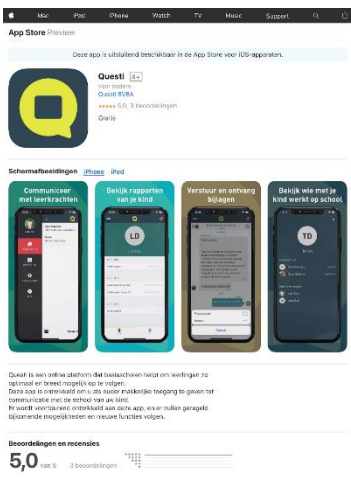 Mac iPad iPhone Watch TV Music Support
App Store Preview
Deze app is uitsluitend beschikbaar in de App Store voor iOS-apparaten.
Questi 4+
voor ouders
Questi BVBA
★★★★★ 5,0, 3 beoordelingen
Gratis
Schermafbeeldingen iPhone iPad
Communiceer
met leerkrachten
Bekijk rapporten
van je kind
Verstuur en ontvang
bijlagen
Bekijk wie met je
kind werkt op school
LD
TD
Questi is een online platform dat basisscholen helpt om leerlingen zo
optimaal en breed mogelijk op te volgen.
Deze app is ontwikkeld om u als ouder makkelijke toegang te geven tot
communicatie met de school van uw kind.
Er wordt voortdurend ontwikkeld aan deze app, en er zullen geregeld
bijkomende mogelijkheden en nieuwe functies volgen.
Beoordelingen en recensies
5,0 van 5 3 beoordelingen